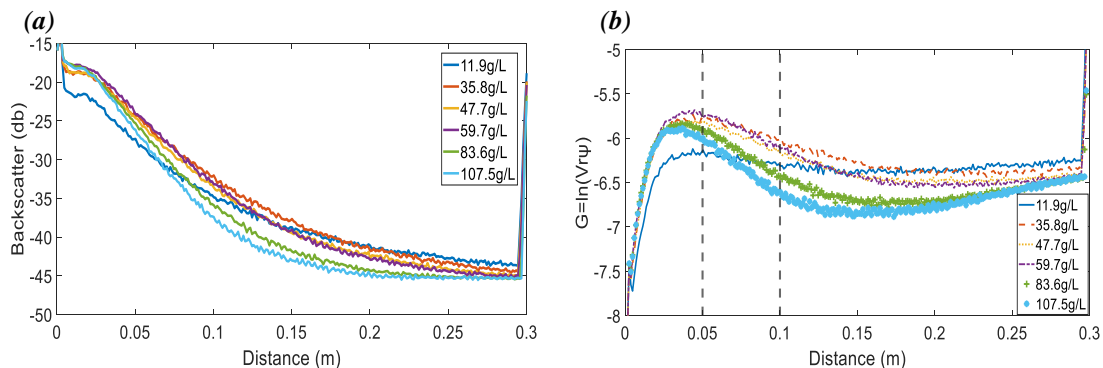 (a)
-15
-20
-25
-30
-35
-40
-45
-50
Backscatter (db)
0
0.05
0.1
0.15
0.2
0.25
0.3
Distance (m)
11.9g/L
35.8g/L
47.7g/L
59.7g/L
83.6g/L
107.5g/L
(b)
-5
-5.5
-6
-6.5
-7
-7.5
-8
G=ln(Vrψ)
0
0.05
0.1
0.15
0.2
0.25
0.3
Distance (m)
11.9g/L
35.8g/L
47.7g/L
59.7g/L
83.6g/L
107.5g/L